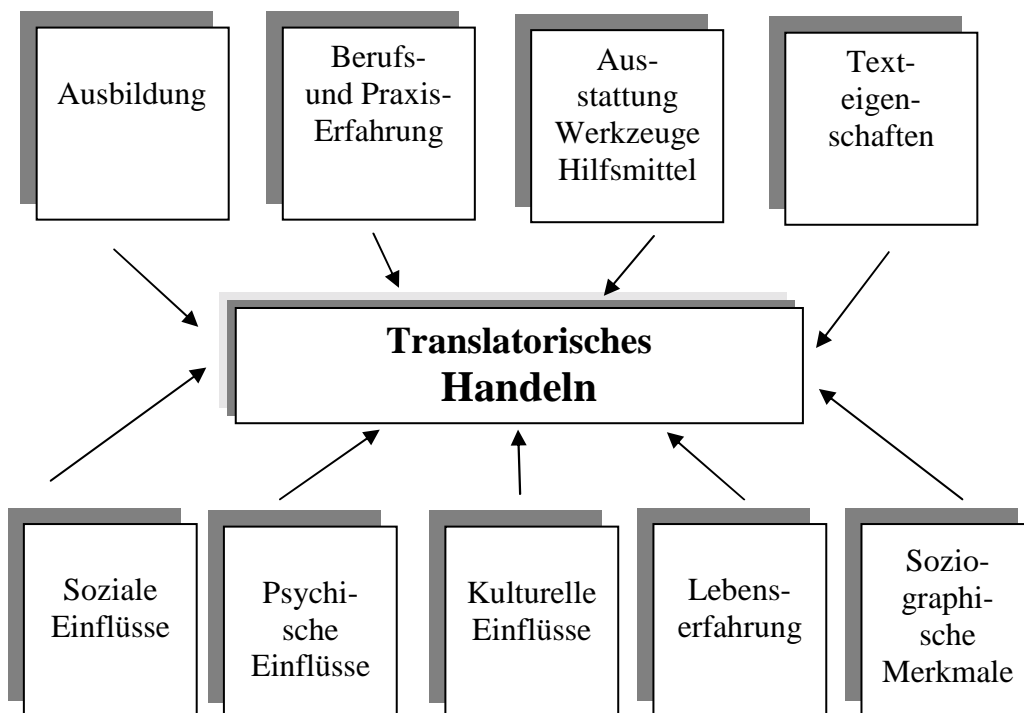 Ausbildung
Berufs-
und Praxis-
Erfahrung
Aus-
stattung
Werkzeuge
Hilfsmittel
Text-
eigen-
schaften
Translatorisches
Handeln
Soziale
Einflüsse
Psychi-
sche
Einflüsse
Kulturelle
Einflüsse
Lebens-
erfahrung
Sozio-
graphi-
sche
Merkmale